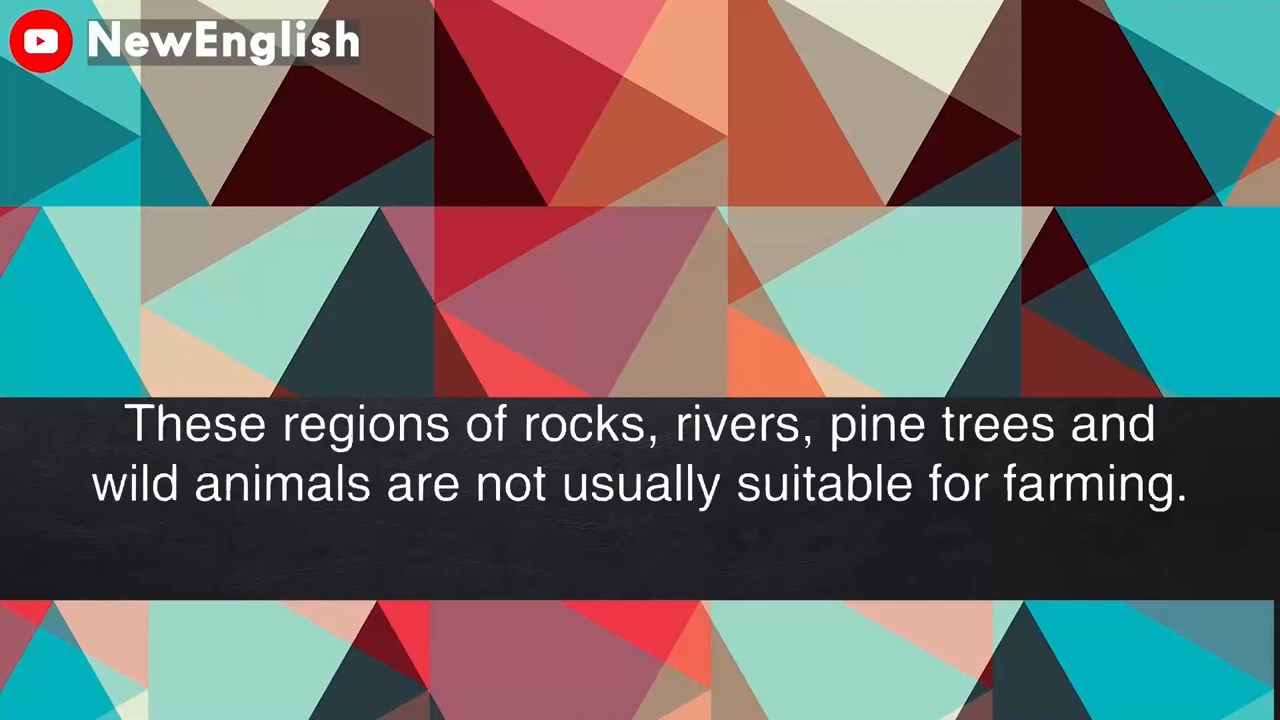 NewEnglish
These regions of rocks, rivers, pine trees and
wild animals are not usually suitable for farming.